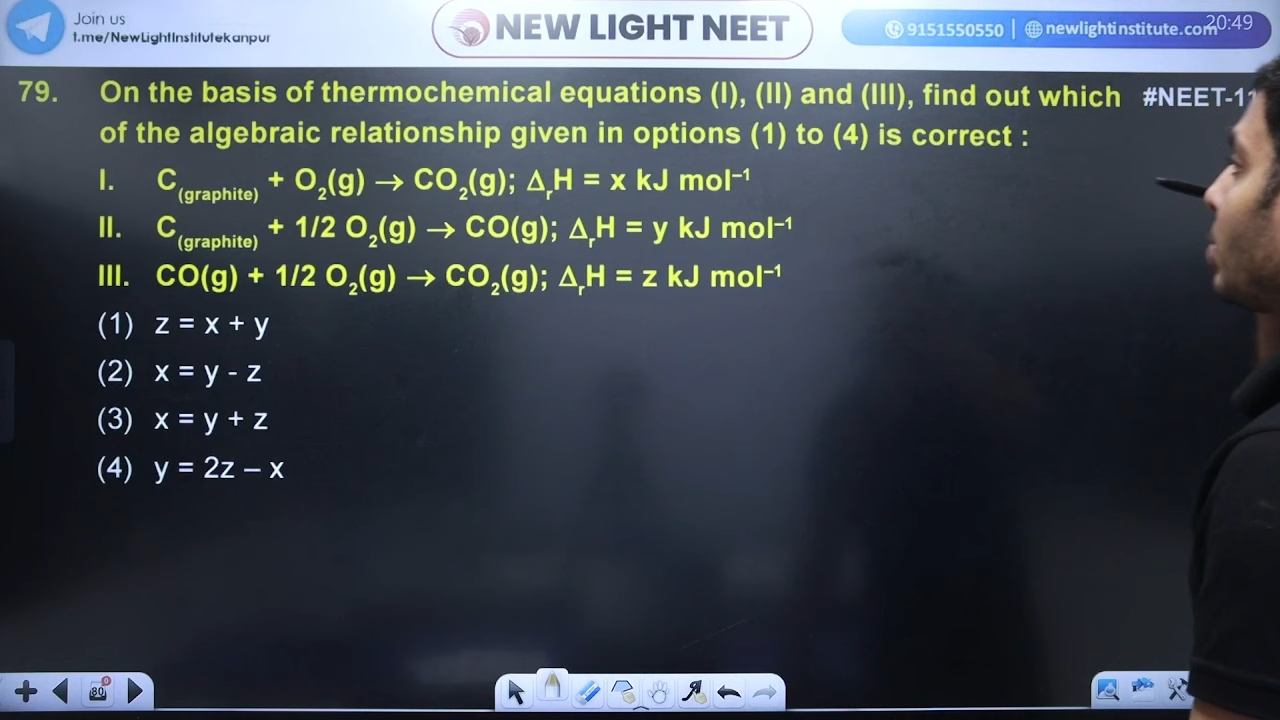 Join us
t.me/NewLightInstitutekanpur
NEW LIGHT NEET
9151550550 | newlightinstitute.com
20:49
79. On the basis of thermochemical equations (I), (II) and (III), find out which
#NEET-11
of the algebraic relationship given in options (1) to (4) is correct :
I. C(graphite) + O₂(g) → CO₂(g); ΔᵣH = x kJ mol⁻¹
II. C(graphite) + 1/2 O₂(g) → CO(g); ΔᵣH = y kJ mol⁻¹
III. CO(g) + 1/2 O₂(g) → CO₂(g); ΔᵣH = z kJ mol⁻¹
(1) z = x + y
(2) x = y - z
(3) x = y + z
(4) y = 2z – x
80
0